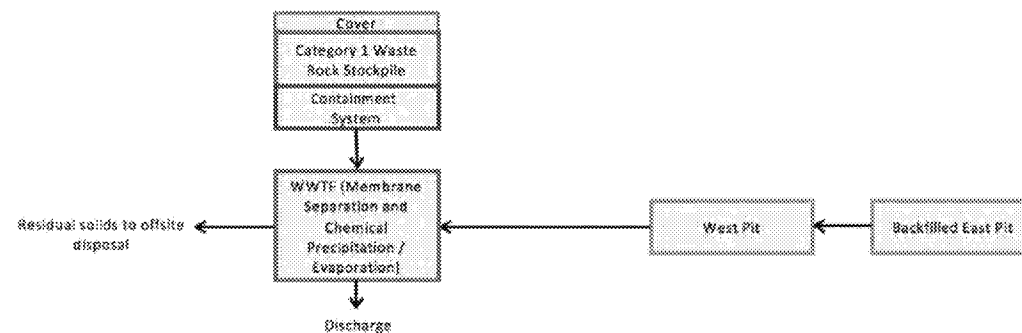 Cover
Category 1 Waste
Rock Stockpile
Containment
System
WWTF (Membrane
Separation and
Chemical
Precipitation /
Evaporation)
Residual solids to offsite
disposal
West Pit
Backfilled East Pit
Discharge